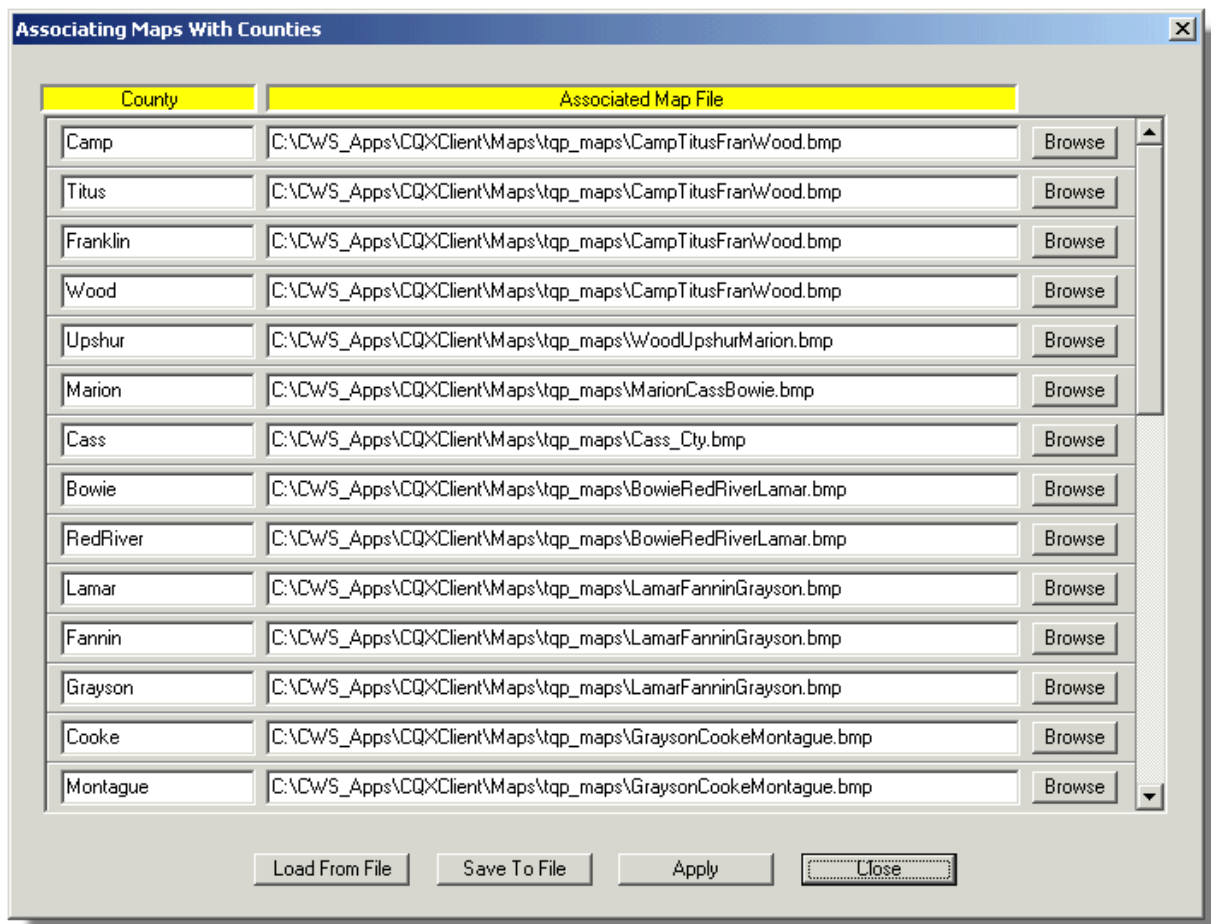 Associating Maps With Counties
County Associated Map File
Camp C:\CWS_Apps\CQXClient\Maps\tqp_maps\CampTitusFranWood.bmp Browse
Titus C:\CWS_Apps\CQXClient\Maps\tqp_maps\CampTitusFranWood.bmp Browse
Franklin C:\CWS_Apps\CQXClient\Maps\tqp_maps\CampTitusFranWood.bmp Browse
Wood C:\CWS_Apps\CQXClient\Maps\tqp_maps\CampTitusFranWood.bmp Browse
Upshur C:\CWS_Apps\CQXClient\Maps\tqp_maps\WoodUpshurMarion.bmp Browse
Marion C:\CWS_Apps\CQXClient\Maps\tqp_maps\MarionCassBowie.bmp Browse
Cass C:\CWS_Apps\CQXClient\Maps\tqp_maps\Cass_Cty.bmp Browse
Bowie C:\CWS_Apps\CQXClient\Maps\tqp_maps\BowieRedRiverLamar.bmp Browse
RedRiver C:\CWS_Apps\CQXClient\Maps\tqp_maps\BowieRedRiverLamar.bmp Browse
Lamar C:\CWS_Apps\CQXClient\Maps\tqp_maps\LamarFanninGrayson.bmp Browse
Fannin C:\CWS_Apps\CQXClient\Maps\tqp_maps\LamarFanninGrayson.bmp Browse
Grayson C:\CWS_Apps\CQXClient\Maps\tqp_maps\LamarFanninGrayson.bmp Browse
Cooke C:\CWS_Apps\CQXClient\Maps\tqp_maps\GraysonCookeMontague.bmp Browse
Montague C:\CWS_Apps\CQXClient\Maps\tqp_maps\GraysonCookeMontague.bmp Browse
Load From File Save To File Apply Close